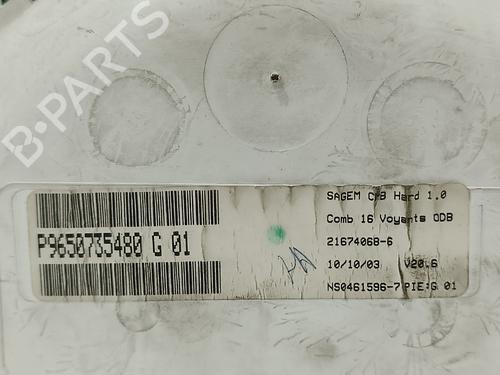 B-PARTS
P9650735480 G 01
SAGEM CMB Hard 1.0
Comb 16 Voyants ODB
21674068-6
10/10/03 V20.6
NS0461596-7 PIE:G 01